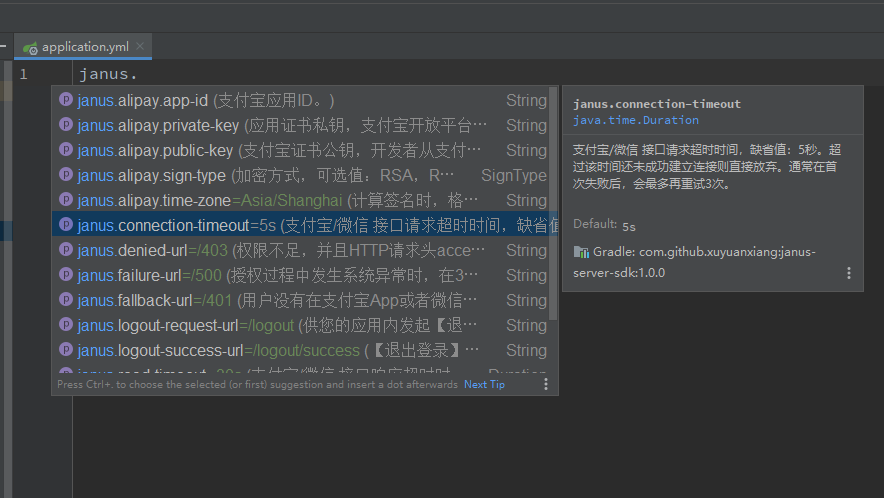 application.yml
1 janus.
janus.alipay.app-id (支付宝应用ID。) String
janus.alipay.private-key (应用证书私钥，支付宝开放平台… String
janus.alipay.public-key (支付宝证书公钥，开发者从支付… String
janus.alipay.sign-type (加密方式，可选值：RSA，R… SignType
janus.alipay.time-zone=Asia/Shanghai (计算签名时，格… String
janus.connection-timeout=5s (支付宝/微信 接口请求超时时间，缺省值
janus.denied-url=/403 (权限不足，并且HTTP请求头acce… String
janus.failure-url=/500 (授权过程中发生系统异常时，在3… String
janus.fallback-url=/401 (用户没有在支付宝App或者微信… String
janus.logout-request-url=/logout (供您的应用内发起【退… String
janus.logout-success-url=/logout/success (【退出登录】… String
Press Ctrl+. to choose the selected (or first) suggestion and insert a dot afterwards Next Tip
janus.connection-timeout
java.time.Duration
支付宝/微信 接口请求超时时间，缺省值：5秒。超
过该时间还未成功建立连接则直接放弃。通常在首
次失败后，会最多再重试3次。
Default: 5s
Gradle: com.github.xuyuanxiang:janus-
server-sdk:1.0.0